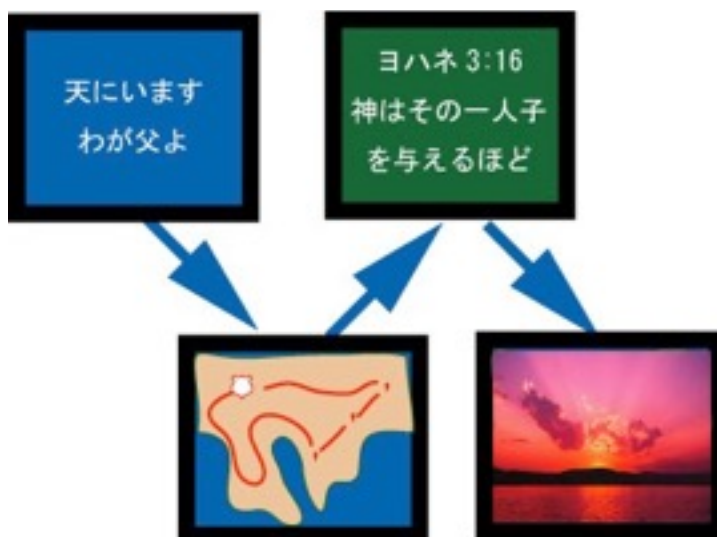 天にいます
わが父よ
ヨハネ 3:16
神はその一人子
を与えるほど